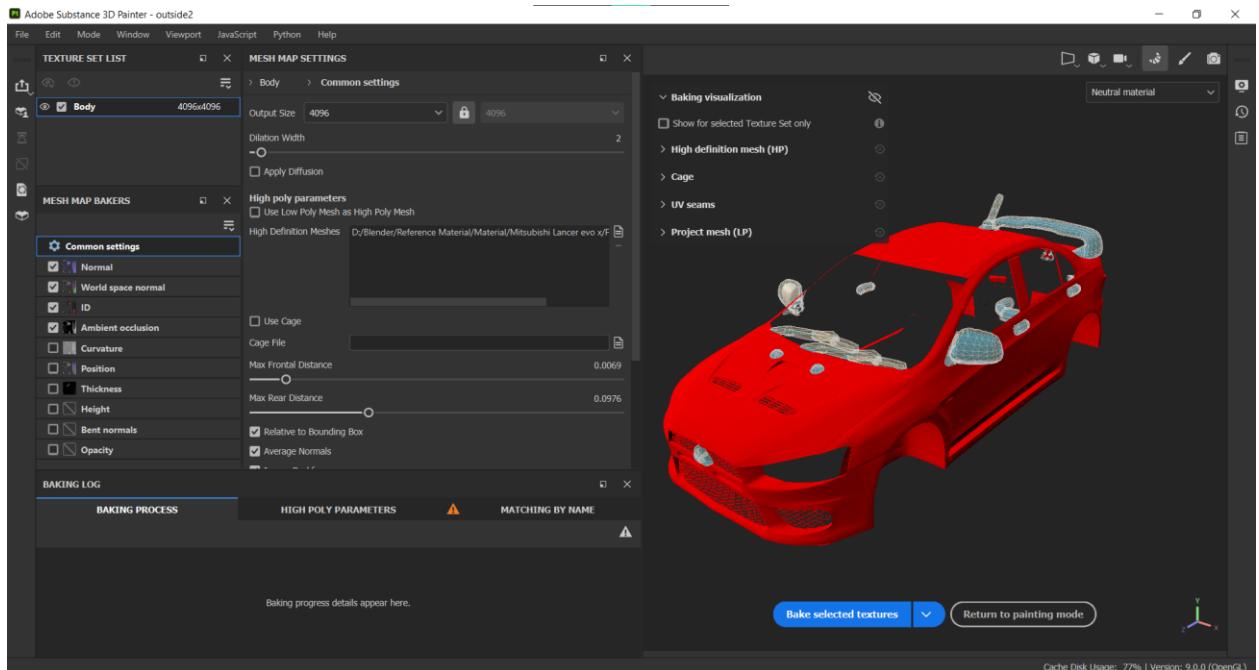 Pt Adobe Substance 3D Painter - outside2
File Edit Mode Window Viewport JavaScript Python Help
TEXTURE SET LIST
Body 4096x4096
MESH MAP BAKERS
Common settings
Normal
World space normal
ID
Ambient occlusion
Curvature
Position
Thickness
Height
Bent normals
Opacity
MESH MAP SETTINGS
> Body > Common settings
Output Size 4096 4096
Dilation Width 2
Apply Diffusion
High poly parameters
Use Low Poly Mesh as High Poly Mesh
High Definition Meshes D:/Blender/Reference Material/Material/Mitsubishi Lancer evo x/F
Use Cage
Cage File
Max Frontal Distance 0.0069
Max Rear Distance 0.0976
Relative to Bounding Box
Average Normals
BAKING LOG
BAKING PROCESS HIGH POLY PARAMETERS MATCHING BY NAME
Baking progress details appear here.
Neutral material
Baking visualization
Show for selected Texture Set only
> High definition mesh (HP)
> Cage
> UV seams
> Project mesh (LP)
Bake selected textures Return to painting mode
Y
Z X
Cache Disk Usage: 77% | Version: 9.0.0 (OpenGL)